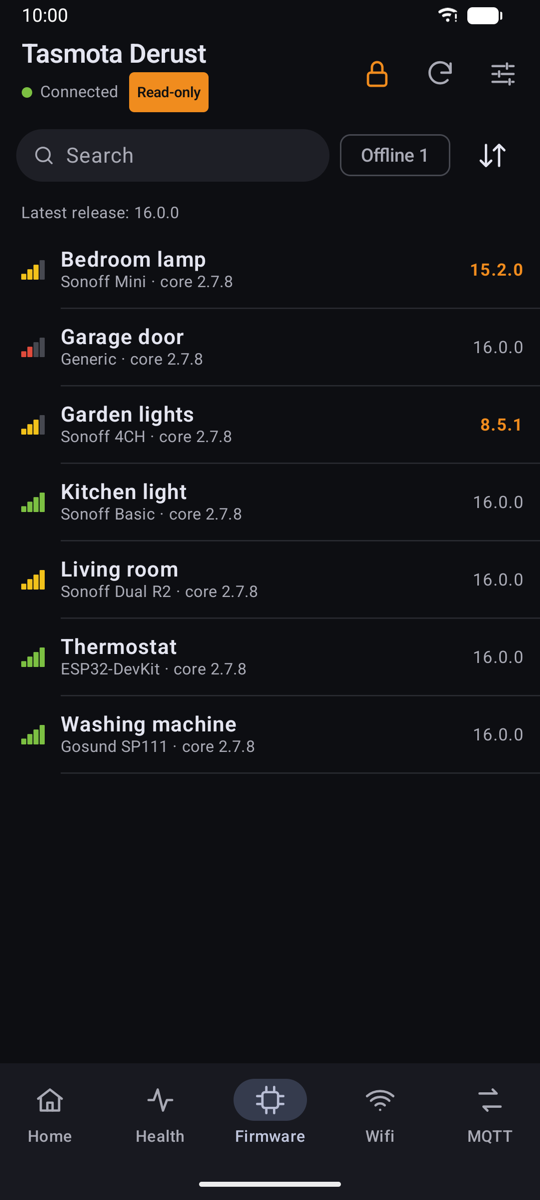 10:00
Tasmota Derust
Connected
Read-only
Search
Offline 1
Latest release: 16.0.0
Bedroom lamp
Sonoff Mini · core 2.7.8
15.2.0
Garage door
Generic · core 2.7.8
16.0.0
Garden lights
Sonoff 4CH · core 2.7.8
8.5.1
Kitchen light
Sonoff Basic · core 2.7.8
16.0.0
Living room
Sonoff Dual R2 · core 2.7.8
16.0.0
Thermostat
ESP32-DevKit · core 2.7.8
16.0.0
Washing machine
Gosund SP111 · core 2.7.8
16.0.0
Home
Health
Firmware
Wifi
MQTT